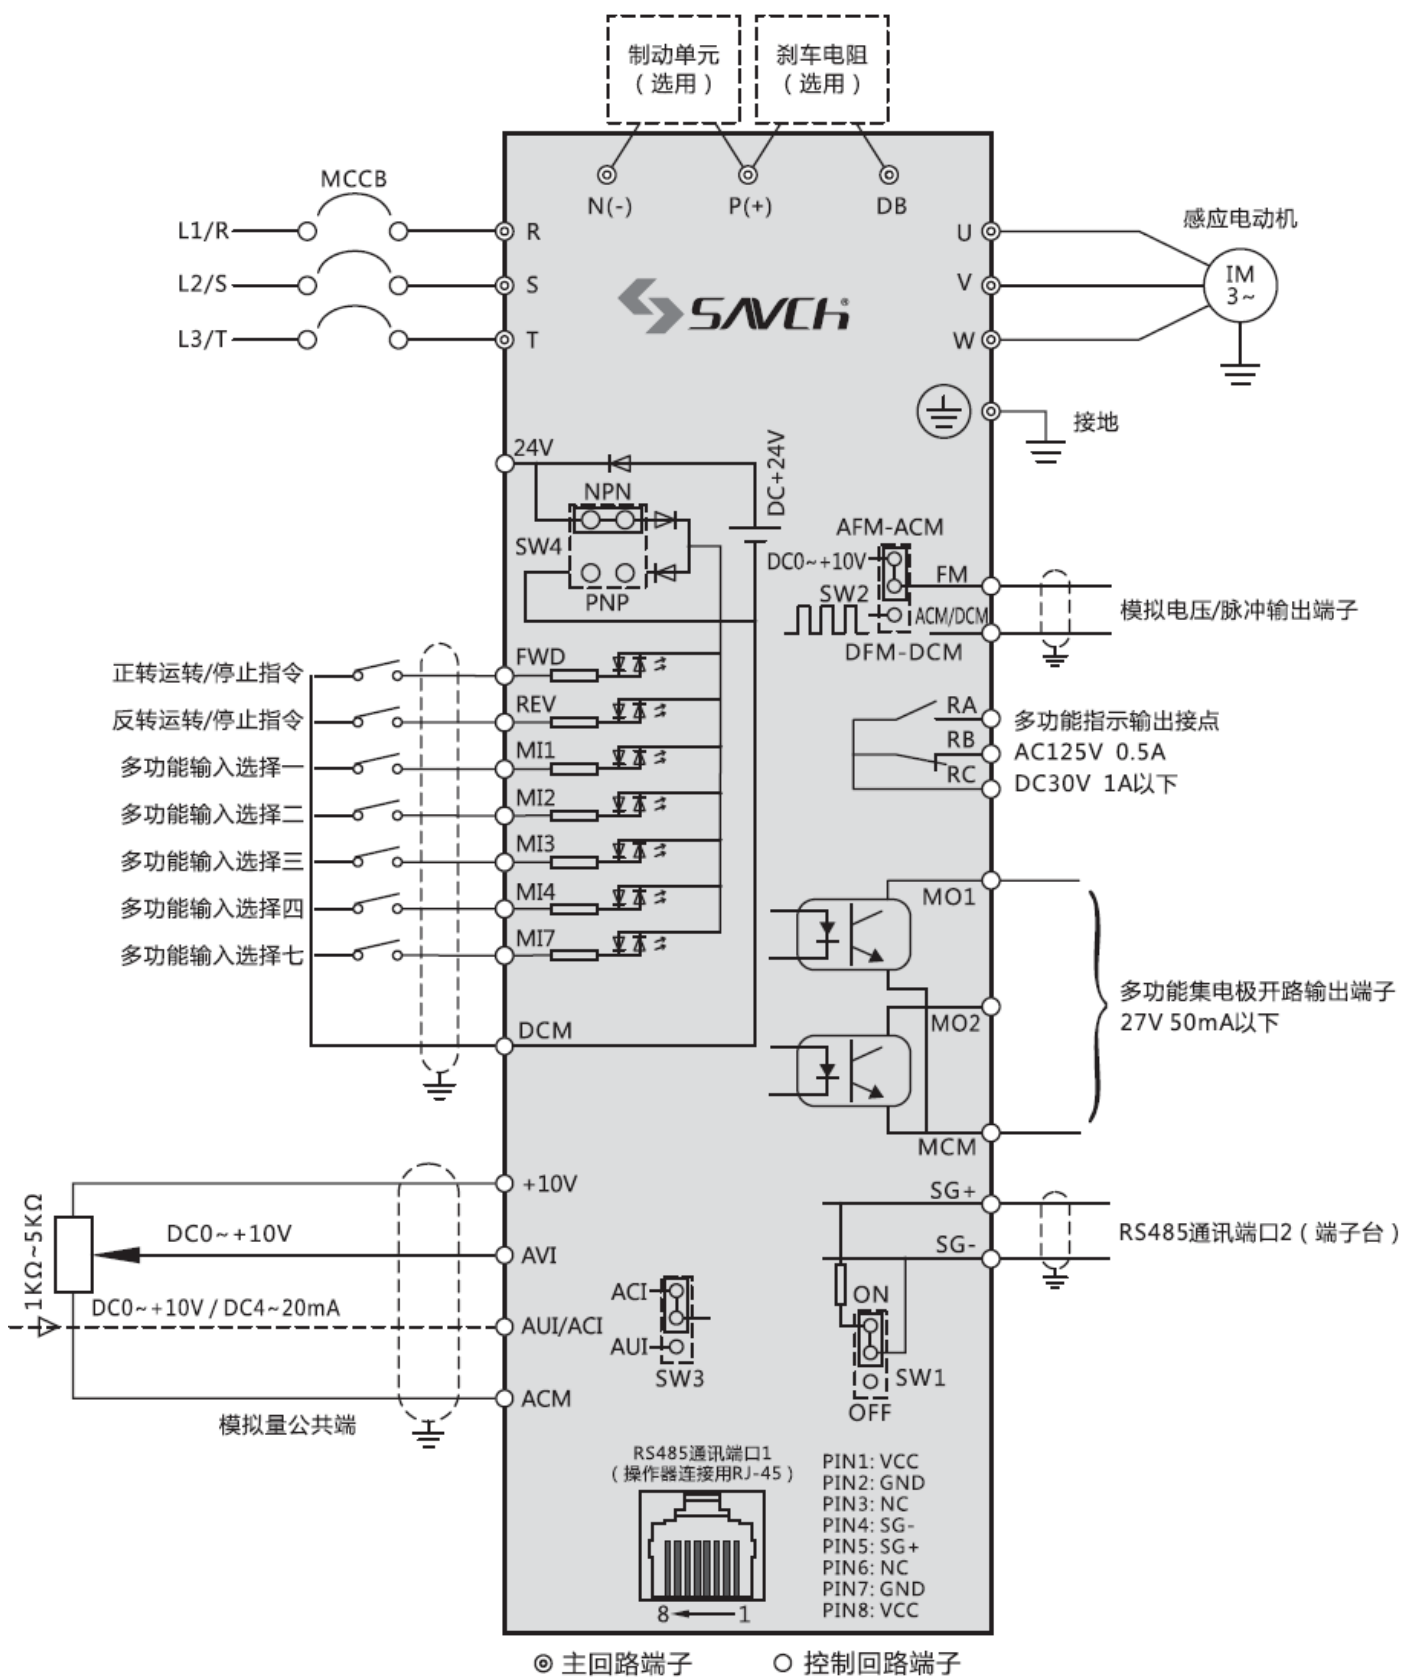 制动单元
（选用）
刹车电阻
（选用）
N(-)
P(+)
DB
MCCB
L1/R
R
L2/S
S
L3/T
T
SAVCh®
U
V
W
感应电动机
IM
3~
接地
24V
DC+24V
NPN
SW4
PNP
AFM-ACM
DC0~+10V
FM
SW2
ACM/DCM
DFM-DCM
模拟电压/脉冲输出端子
正转运转/停止指令
FWD
反转运转/停止指令
REV
多功能输入选择一
MI1
多功能输入选择二
MI2
多功能输入选择三
MI3
多功能输入选择四
MI4
多功能输入选择七
MI7
DCM
RA
RB
RC
多功能指示输出接点
AC125V 0.5A
DC30V 1A以下
MO1
MO2
MCM
多功能集电极开路输出端子
27V 50mA以下
+10V
1KΩ~5KΩ
DC0~+10V
AVI
DC0~+10V / DC4~20mA
AUI/ACI
ACM
模拟量公共端
ACI
AUI
SW3
SG+
SG-
RS485通讯端口2（端子台）
ON
SW1
OFF
RS485通讯端口1
（操作器连接用RJ-45）
8
1
PIN1: VCC
PIN2: GND
PIN3: NC
PIN4: SG-
PIN5: SG+
PIN6: NC
PIN7: GND
PIN8: VCC
主回路端子
控制回路端子